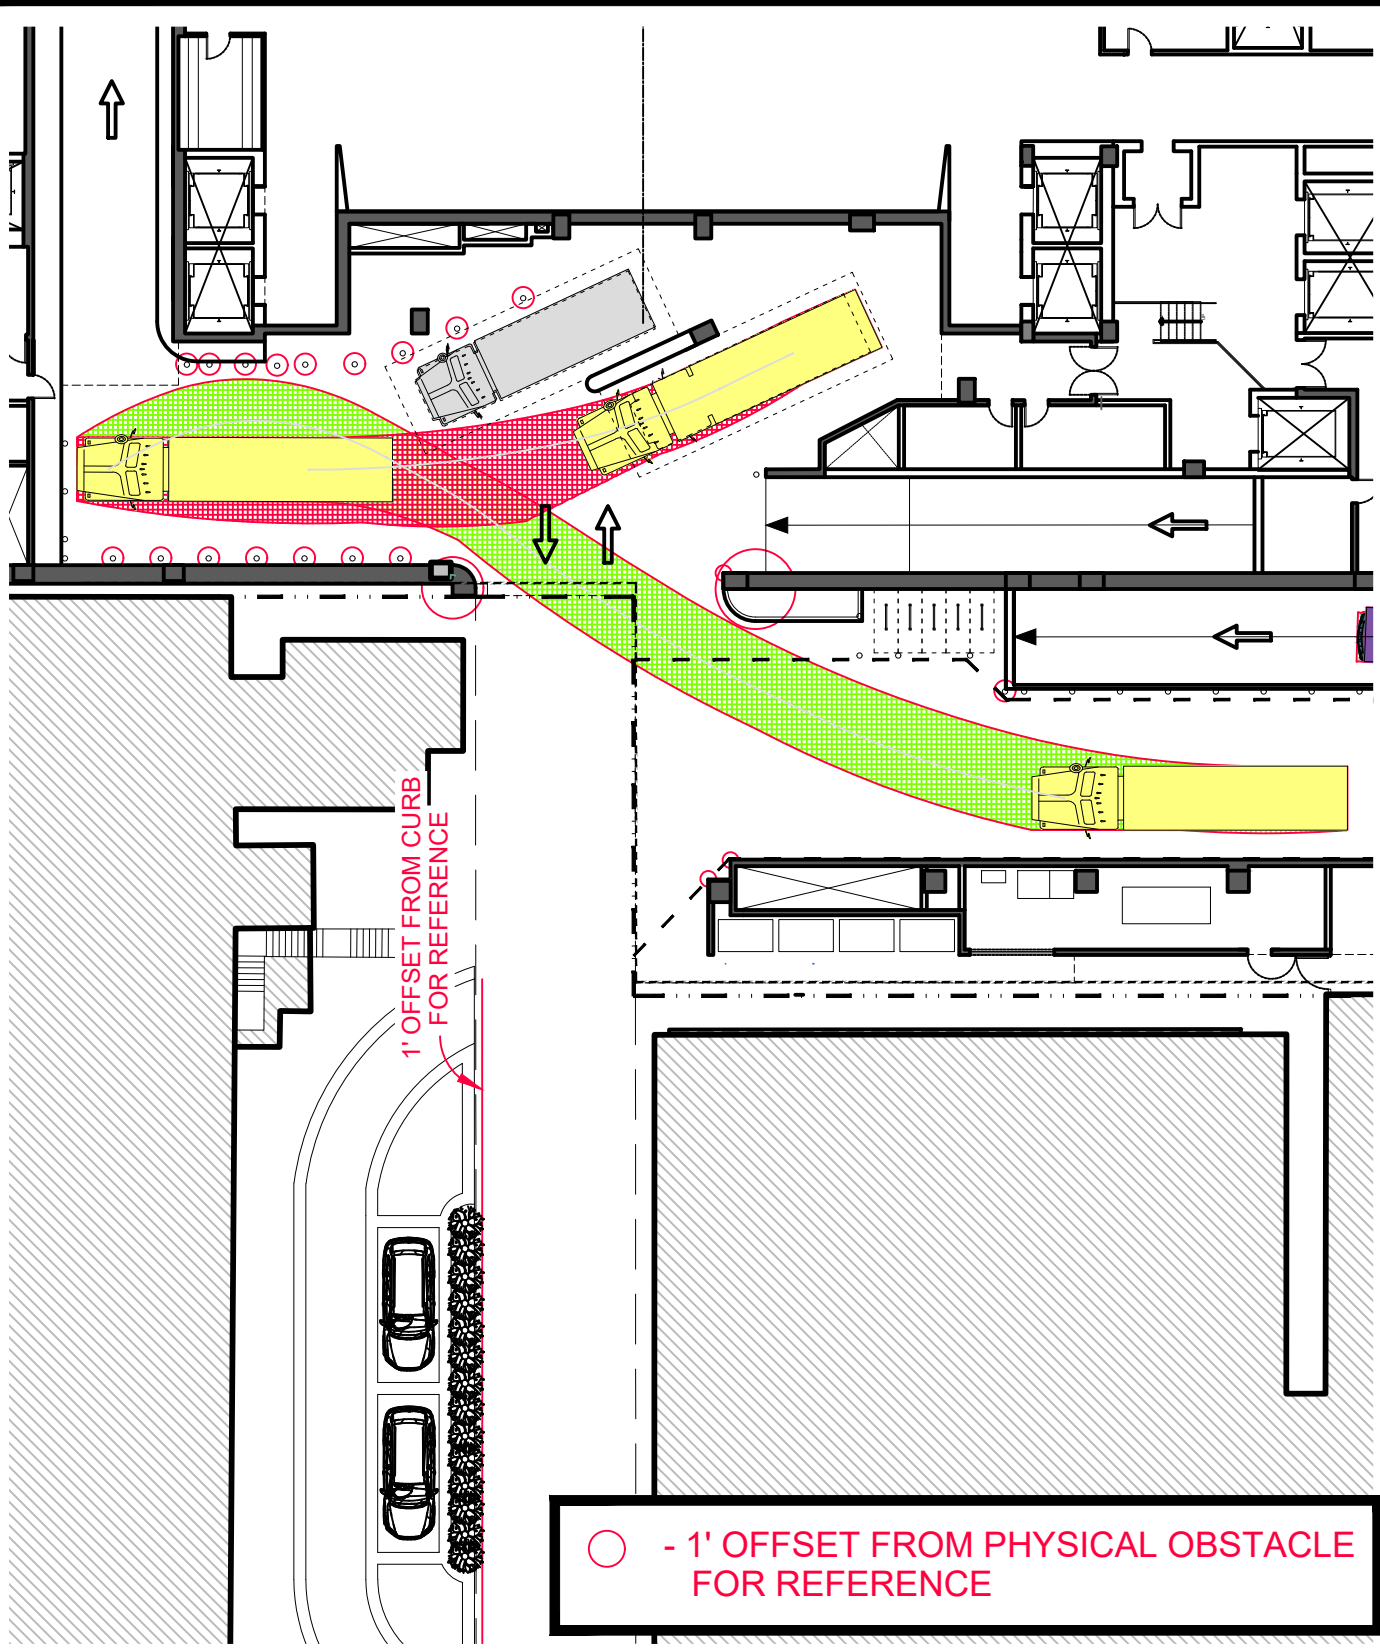 1' OFFSET FROM CURB
FOR REFERENCE
- 1' OFFSET FROM PHYSICAL OBSTACLE
FOR REFERENCE